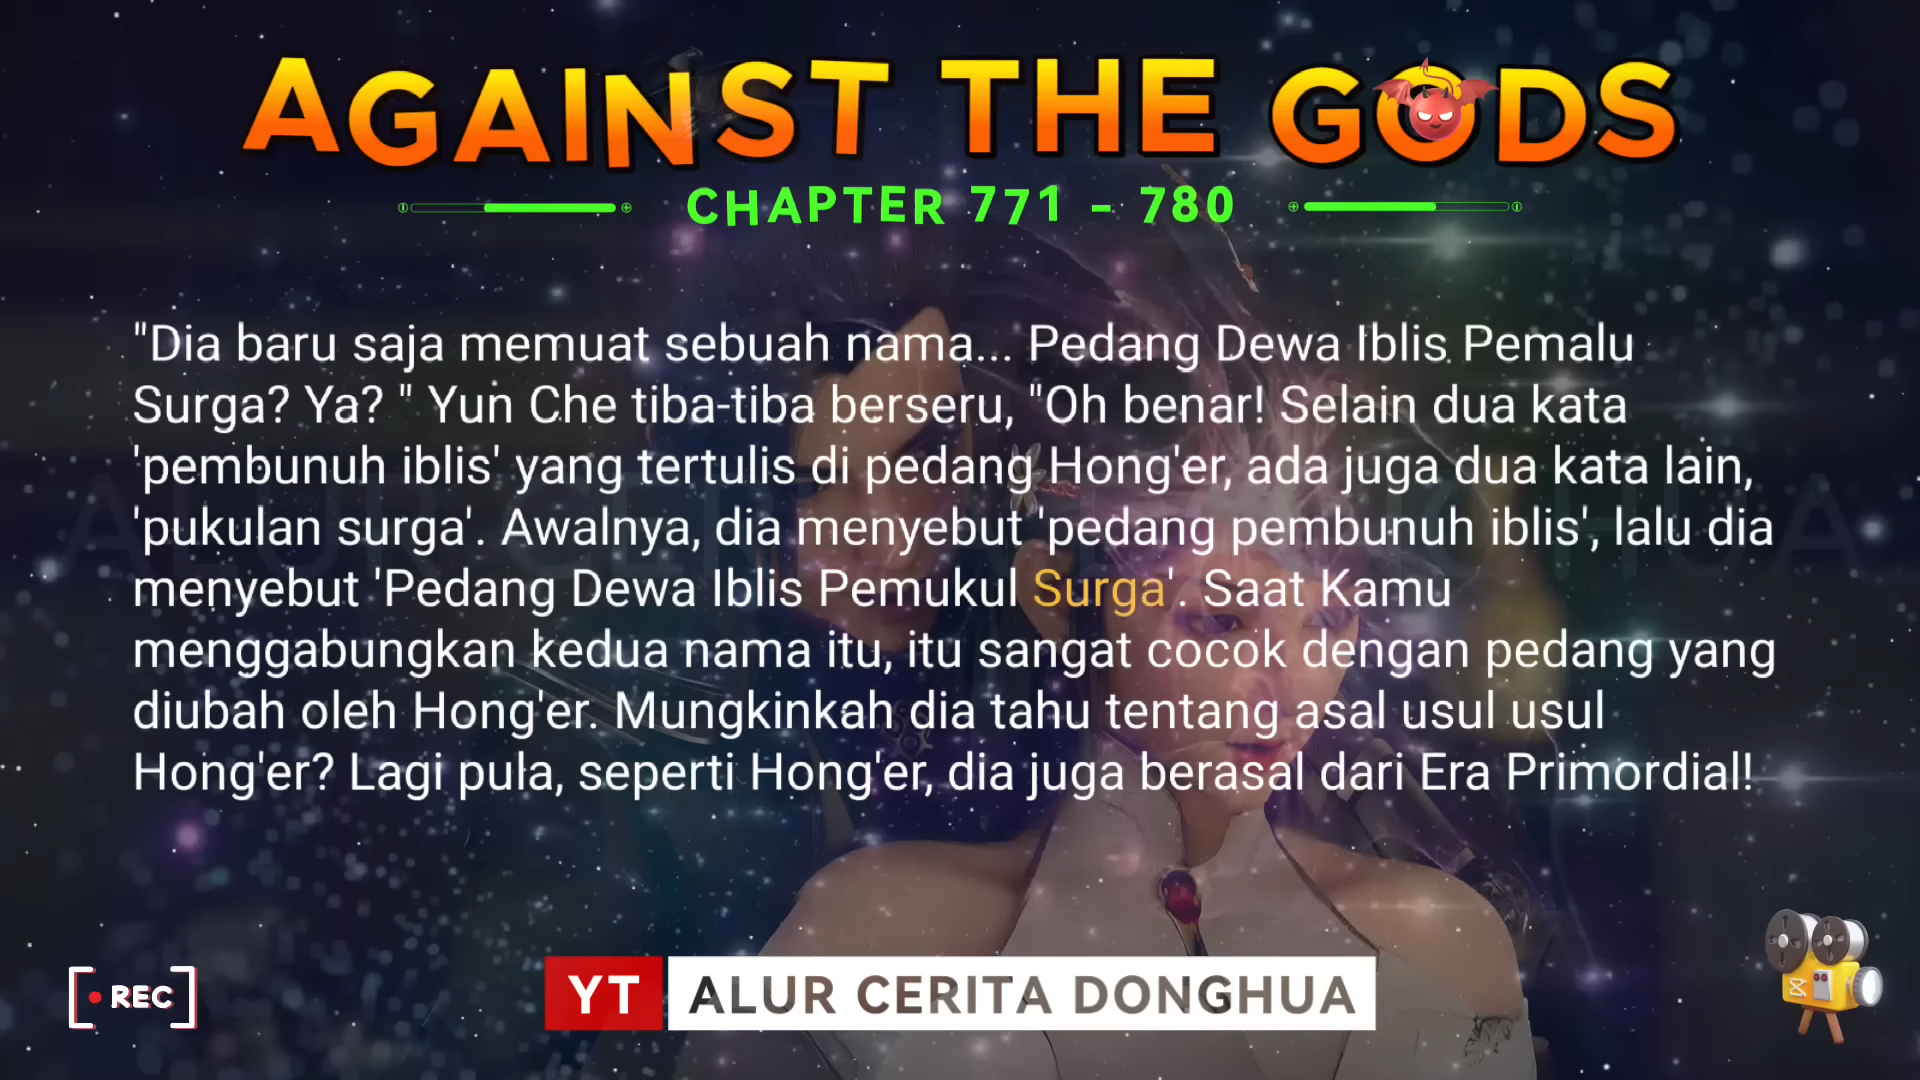 AGAINST THE GODS
CHAPTER 771 - 780
"Dia baru saja memuat sebuah nama... Pedang Dewa Iblis Pemalu
Surga? Ya? " Yun Che tiba-tiba berseru, "Oh benar! Selain dua kata
'pembunuh iblis' yang tertulis di pedang Hong'er, ada juga dua kata lain,
'pukulan surga'. Awalnya, dia menyebut 'pedang pembunuh iblis', lalu dia
menyebut 'Pedang Dewa Iblis Pemukul Surga'. Saat Kamu
menggabungkan kedua nama itu, itu sangat cocok dengan pedang yang
diubah oleh Hong'er. Mungkinkah dia tahu tentang asal usul usul
Hong'er? Lagi pula, seperti Hong'er, dia juga berasal dari Era Primordial!
ALUR CERITA DONGHUA
REC
YT ALUR CERITA DONGHUA